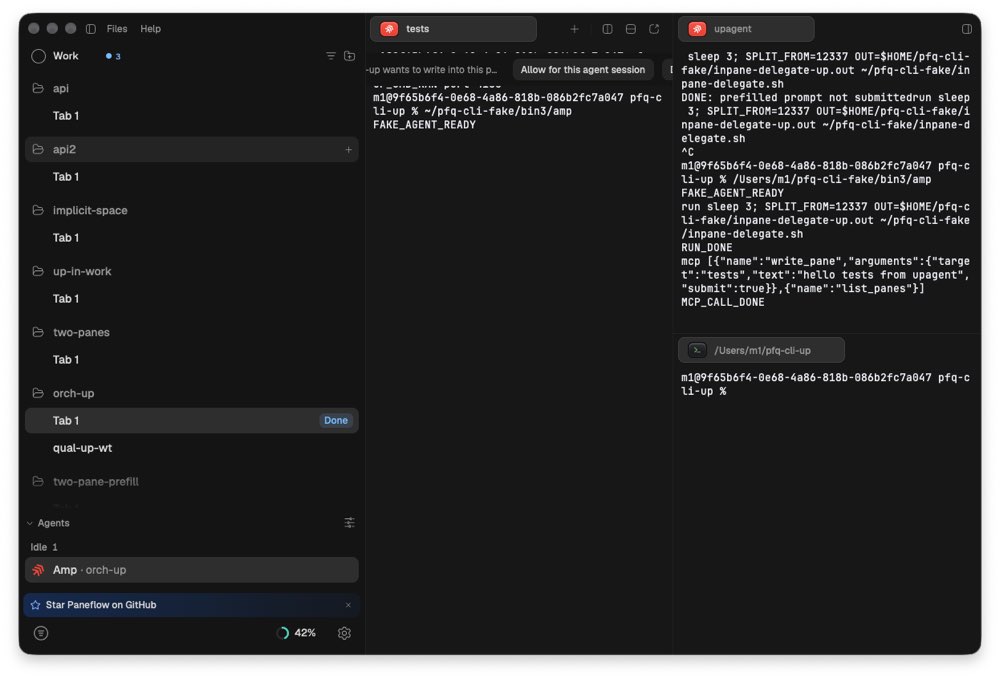 Files Help
Work 3
api
Tab 1
api2
Tab 1
implicit-space
Tab 1
up-in-work
Tab 1
two-panes
Tab 1
orch-up
Tab 1 Done
qual-up-wt
two-pane-prefill
Agents
Idle 1
Amp · orch-up
Star Paneflow on GitHub
42%
tests
-up wants to write into this p… Allow for this agent session
m1@9f65b6f4-0e68-4a86-818b-086b2fc7a047 pfq-c
li-up % ~/pfq-cli-fake/bin3/amp
FAKE_AGENT_READY
upagent
sleep 3; SPLIT_FROM=12337 OUT=$HOME/pfq-cli-
fake/inpane-delegate-up.out ~/pfq-cli-fake/in
pane-delegate.sh
DONE: prefilled prompt not submittedrun sleep
3; SPLIT_FROM=12337 OUT=$HOME/pfq-cli-fake/i
npane-delegate-up.out ~/pfq-cli-fake/inpane-d
elegate.sh
^C
m1@9f65b6f4-0e68-4a86-818b-086b2fc7a047 pfq-c
li-up % /Users/m1/pfq-cli-fake/bin3/amp
FAKE_AGENT_READY
run sleep 3; SPLIT_FROM=12337 OUT=$HOME/pfq-c
li-fake/inpane-delegate-up.out ~/pfq-cli-fake
/inpane-delegate.sh
RUN_DONE
mcp [{"name":"write_pane","arguments":{"targe
t":"tests","text":"hello tests from upagent",
"submit":true}},{"name":"list_panes"}]
MCP_CALL_DONE
/Users/m1/pfq-cli-up
m1@9f65b6f4-0e68-4a86-818b-086b2fc7a047 pfq-c
li-up %